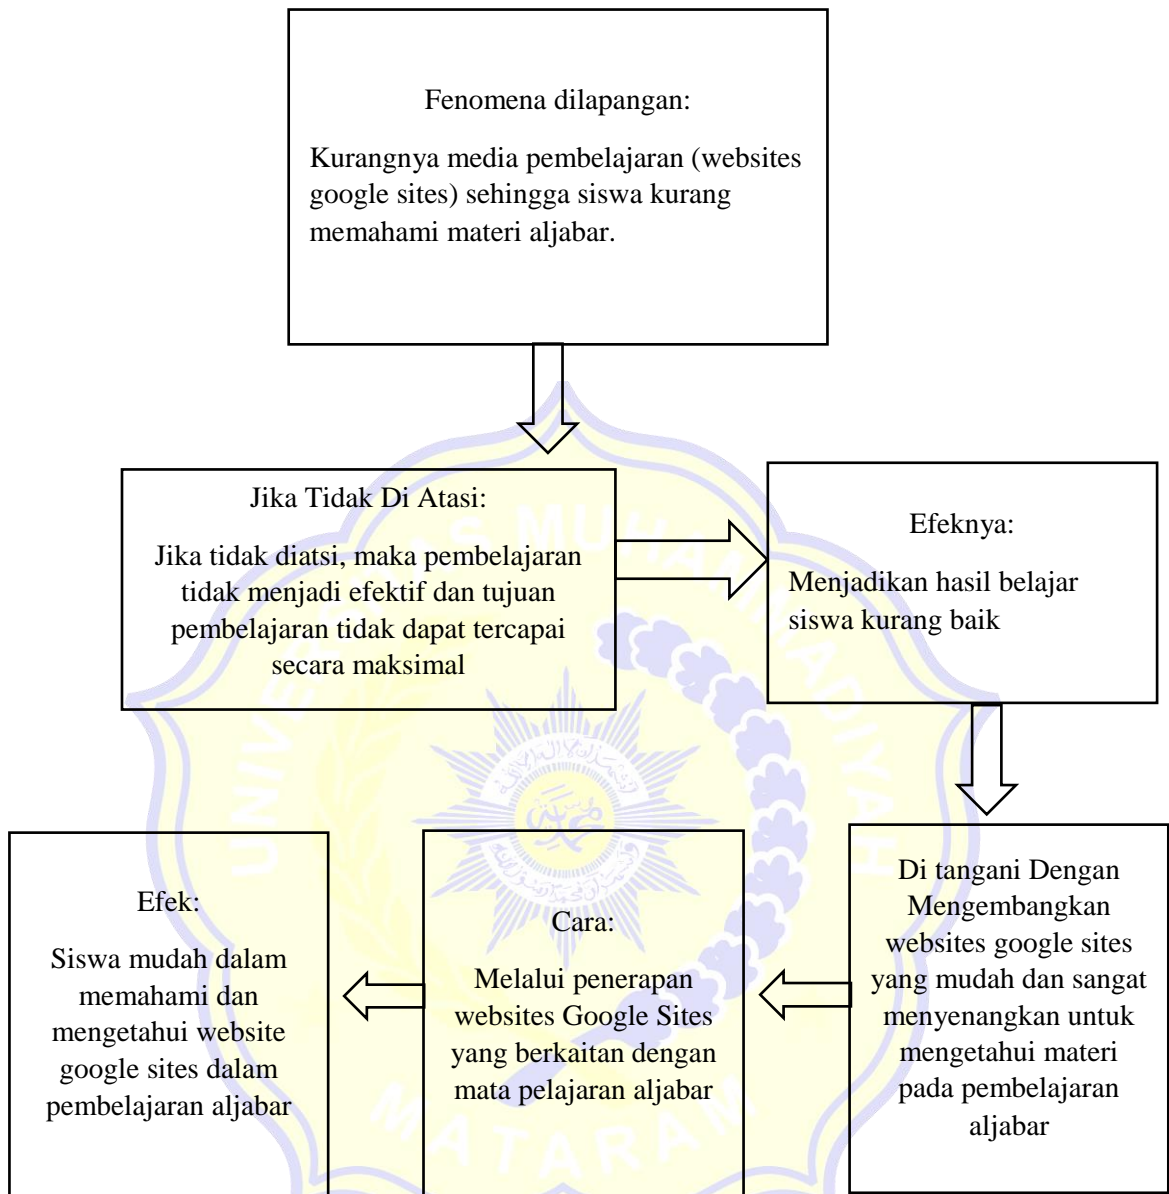 Fenomena dilapangan:
Kurangnya media pembelajaran (websites
google sites) sehingga siswa kurang
memahami materi aljabar.
Jika Tidak Di Atasi:
Jika tidak diatsi, maka pembelajaran
tidak menjadi efektif dan tujuan
pembelajaran tidak dapat tercapai
secara maksimal
Efeknya:
Menjadikan hasil belajar
siswa kurang baik
Di tangani Dengan
Mengembangkan
websites google sites
yang mudah dan sangat
menyenangkan untuk
mengetahui materi
pada pembelajaran
aljabar
Cara:
Melalui penerapan
websites Google Sites
yang berkaitan dengan
mata pelajaran aljabar
Efek:
Siswa mudah dalam
memahami dan
mengetahui website
google sites dalam
pembelajaran aljabar
UNIVERSITAS MUHAMMADIYAH
MATARAM